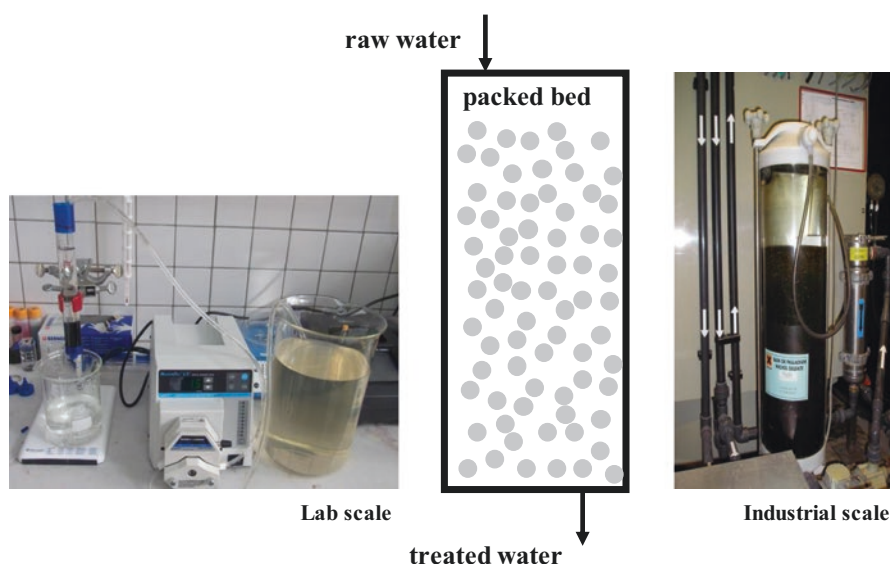 raw water
packed bed
Lab scale
Industrial scale
treated water